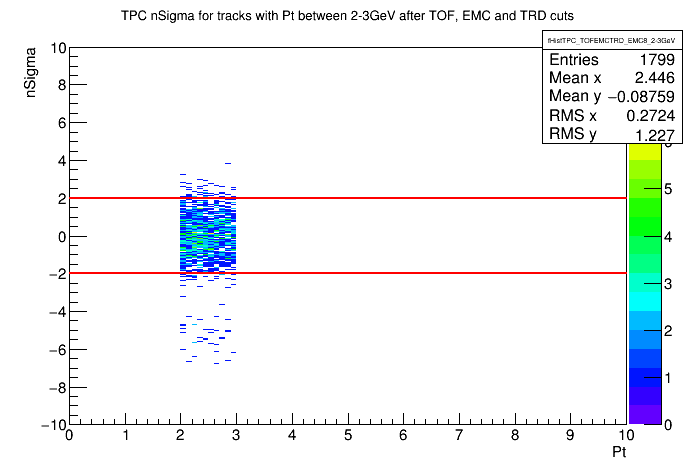 TPC nSigma for tracks with Pt between 2-3GeV after TOF, EMC and TRD cuts
fHistTPC_TOFEMCTRD_EMC8_2-3GeV
Entries 1799
Mean x 2.446
Mean y −0.08759
RMS x 0.2724
RMS y 1.227
nSigma
10
8
6
4
2
0
−2
−4
−6
−8
−10
0 1 2 3 4 5 6 7 8 9 10
Pt
5
4
3
2
1
0